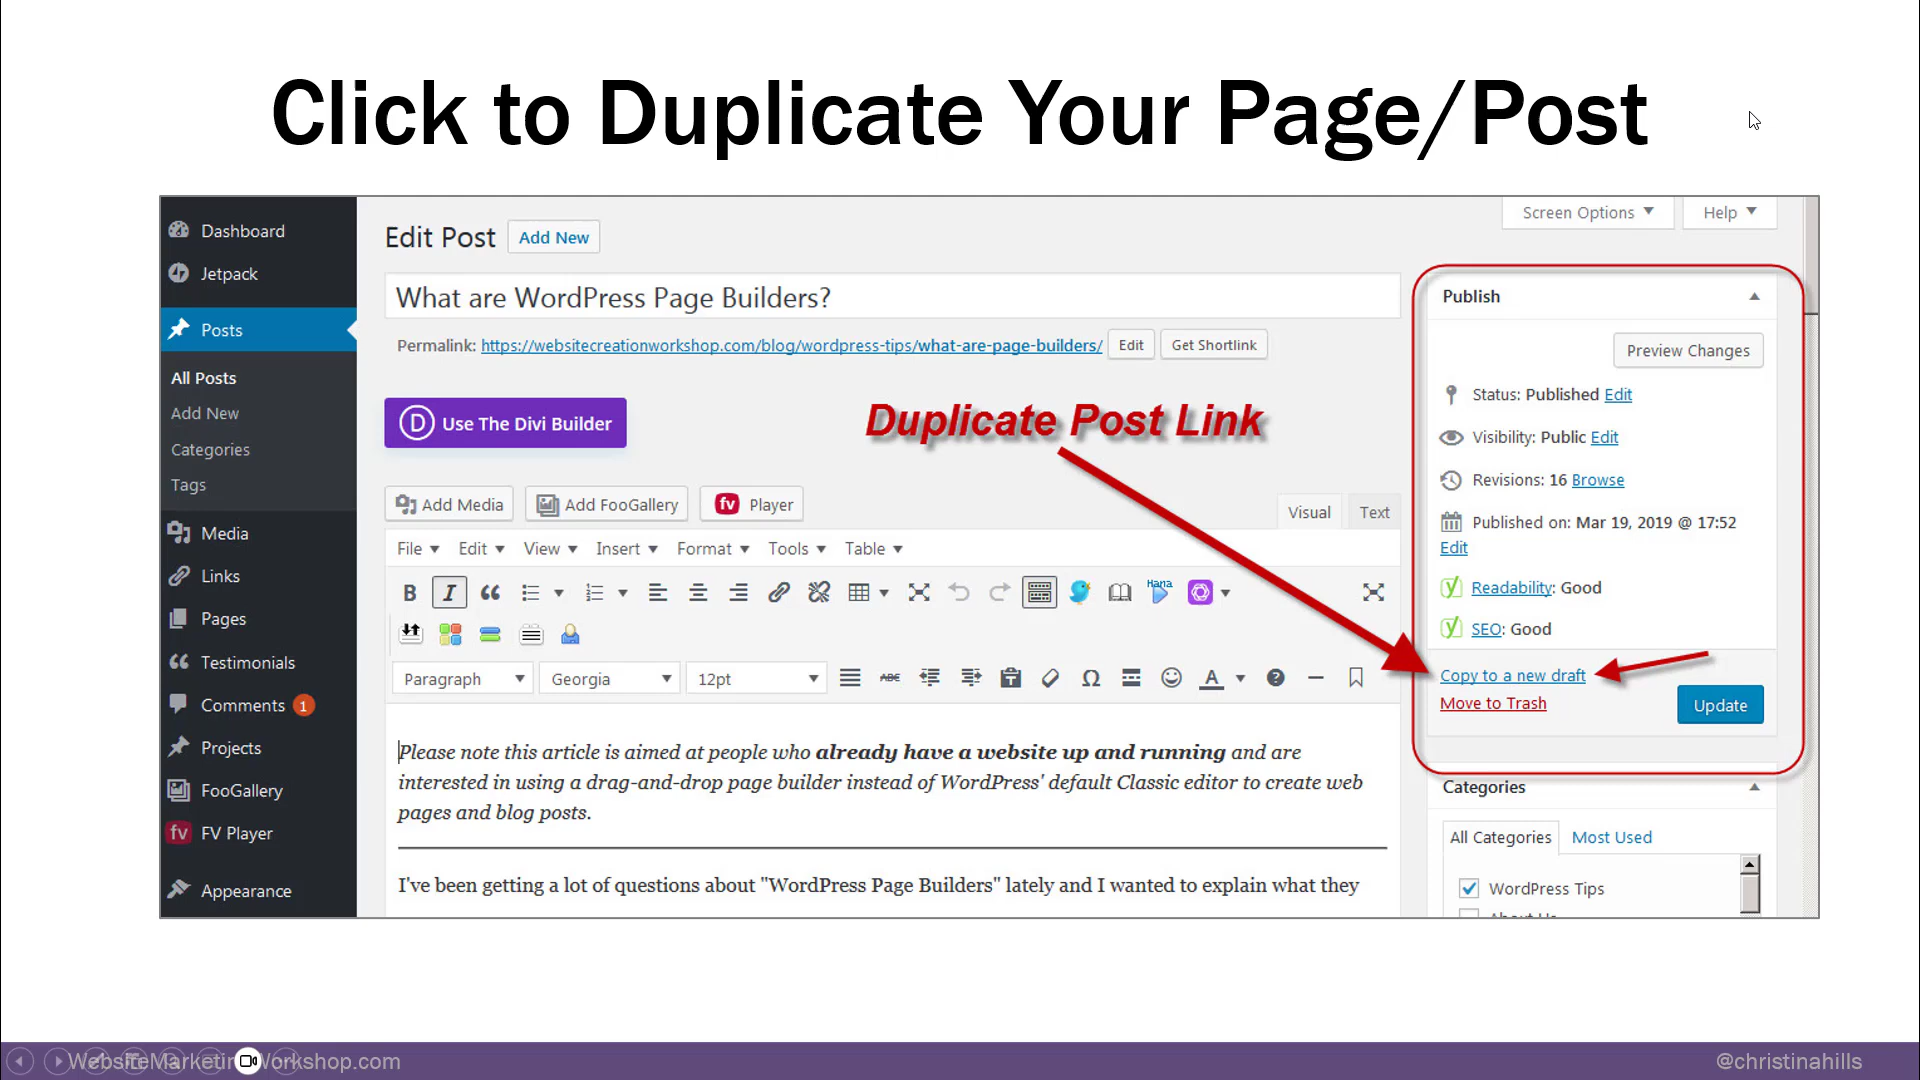 Click to Duplicate Your Page/Post
Screen Options
Help
Dashboard
Jetpack
Posts
All Posts
Add New
Categories
Tags
Media
Links
Pages
Testimonials
Comments 1
Projects
FooGallery
fv FV Player
Appearance
Edit Post Add New
What are WordPress Page Builders?
Permalink: https://websitecreationworkshop.com/blog/wordpress-tips/what-are-page-builders/ Edit Get Shortlink
D Use The Divi Builder
Duplicate Post Link
Add Media Add FooGallery fv Player
Visual Text
File Edit View Insert Format Tools Table
B I Hana
Paragraph Georgia 12pt ABC Ω A
Please note this article is aimed at people who already have a website up and running and are
interested in using a drag-and-drop page builder instead of WordPress' default Classic editor to create web
pages and blog posts.
I've been getting a lot of questions about "WordPress Page Builders" lately and I wanted to explain what they
Publish
Preview Changes
Status: Published Edit
Visibility: Public Edit
Revisions: 16 Browse
Published on: Mar 19, 2019 @ 17:52
Edit
Readability: Good
SEO: Good
Copy to a new draft
Move to Trash
Update
Categories
All Categories Most Used
WordPress Tips
About Us
WebsiteMarketingWorkshop.com
@christinahills